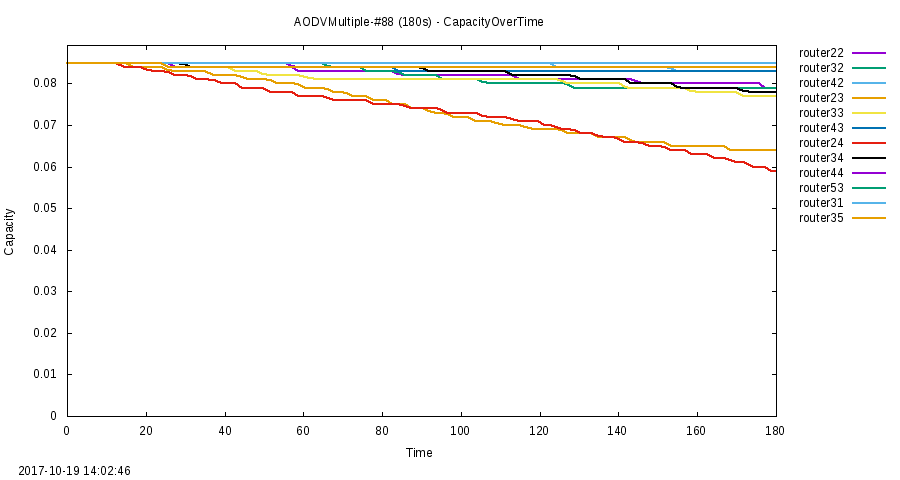 AODVMultiple-#88 (180s) - CapacityOverTime
router22
router32
router42
router23
router33
router43
router24
router34
router44
router53
router31
router35
0.08
0.07
0.06
0.05
0.04
0.03
0.02
0.01
0
Capacity
0 20 40 60 80 100 120 140 160 180
Time
2017-10-19 14:02:46